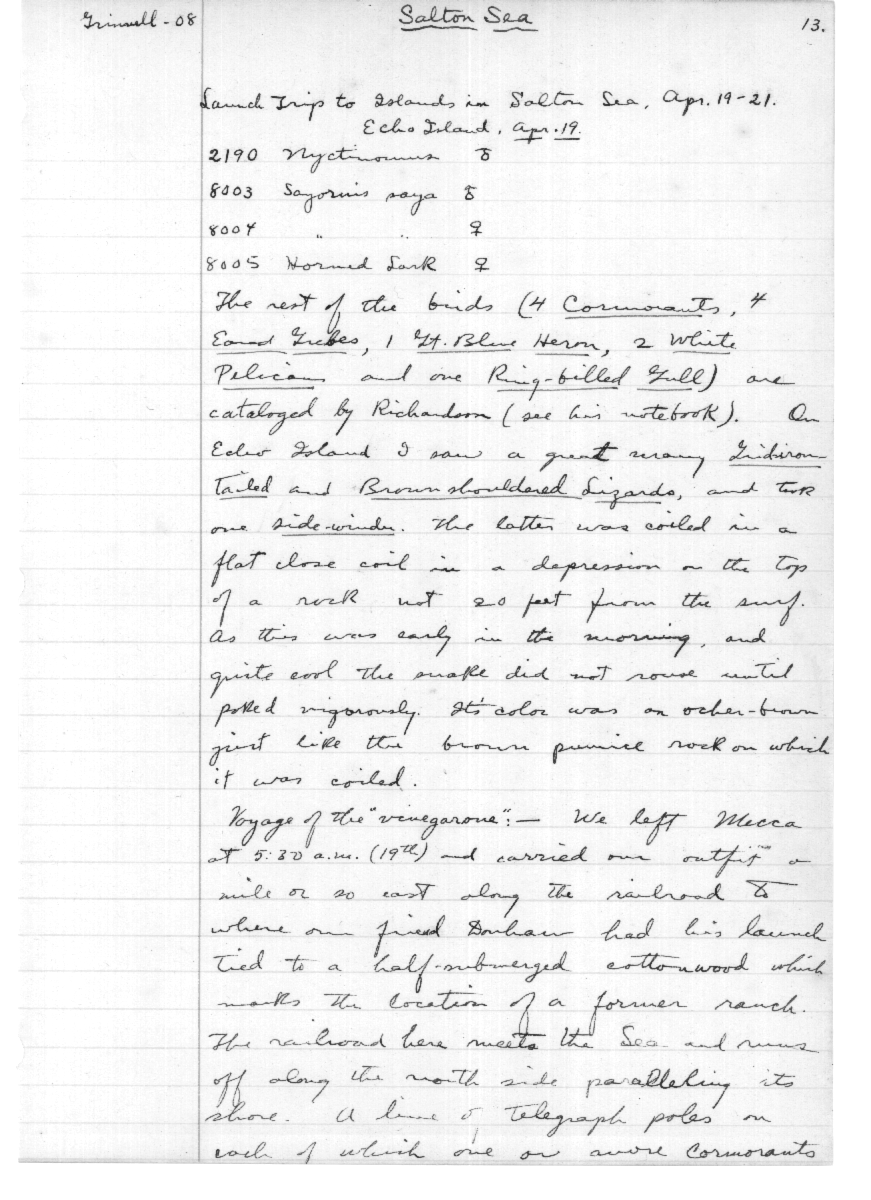 Grinnell - 08
Salton Sea
13.
Launch Trip to Islands in Salton Sea, Apr. 19-21.
Echo Island, Apr. 19.
2190 Nyctinomus ♂
8003 Sayornis saya ♂
8004 " " ♀
8005 Horned Lark ♀
The rest of the birds (4 Cormorants, 4
Eared Grebes, 1 Gt. Blue Heron, 2 White
Pelicans and one Ring-billed Gull) are
cataloged by Richardson (see his notebook). On
Echo Island I saw a great many Gridiron
tailed and Brown shouldered Lizards, and took
one side-winder. The latter was coiled in a
flat close coil in a depression on the top
of a rock not 20 feet from the surf.
As this was early in the morning, and
quite cool the snake did not rouse until
poked vigorously. It's color was an ocher-brown
just like the brown pumice rock on which
it was coiled.
Voyage of the "vinegarone":— We left Mecca
at 5:30 a.m. (19th) and carried our outfit a
mile or so east along the railroad to
where our friend Donhaw had his launch
tied to a half-submerged cottonwood which
marks the location of a former ranch.
The railroad here meets the Sea and runs
off along the north side paralleling its
shore. A line of telegraph poles on
each of which one or more cormorants